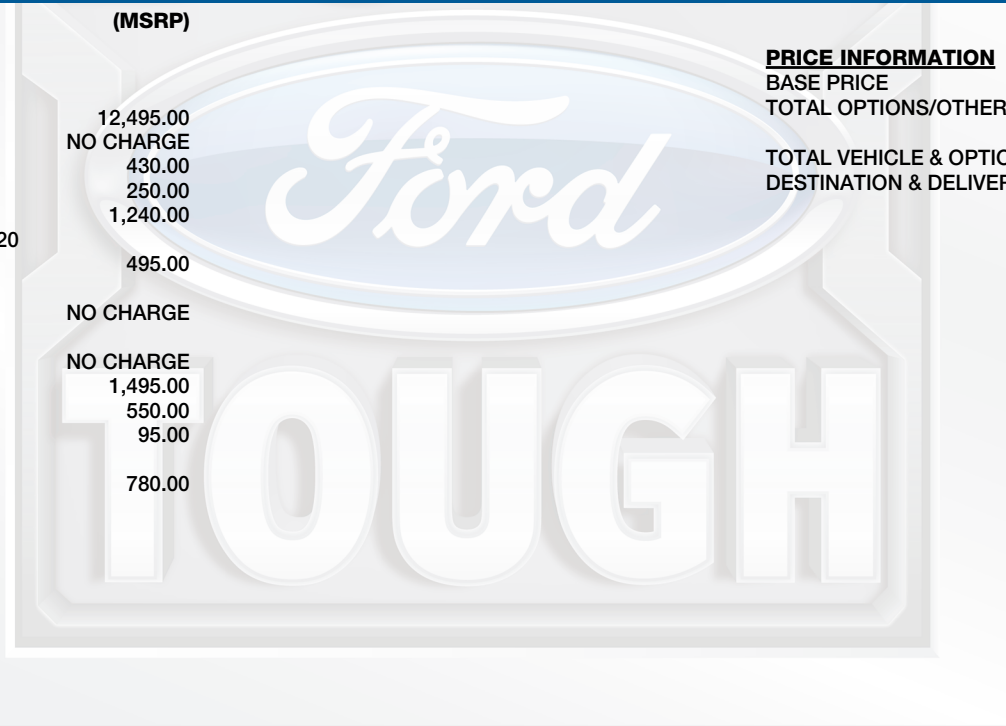 (MSRP)
12,495.00
NO CHARGE
430.00
250.00
1,240.00
20
495.00
NO CHARGE
NO CHARGE
1,495.00
550.00
95.00
780.00
PRICE INFORMATION
BASE PRICE
TOTAL OPTIONS/OTHER
TOTAL VEHICLE & OPTIO
DESTINATION & DELIVER
Ford
TOUGH